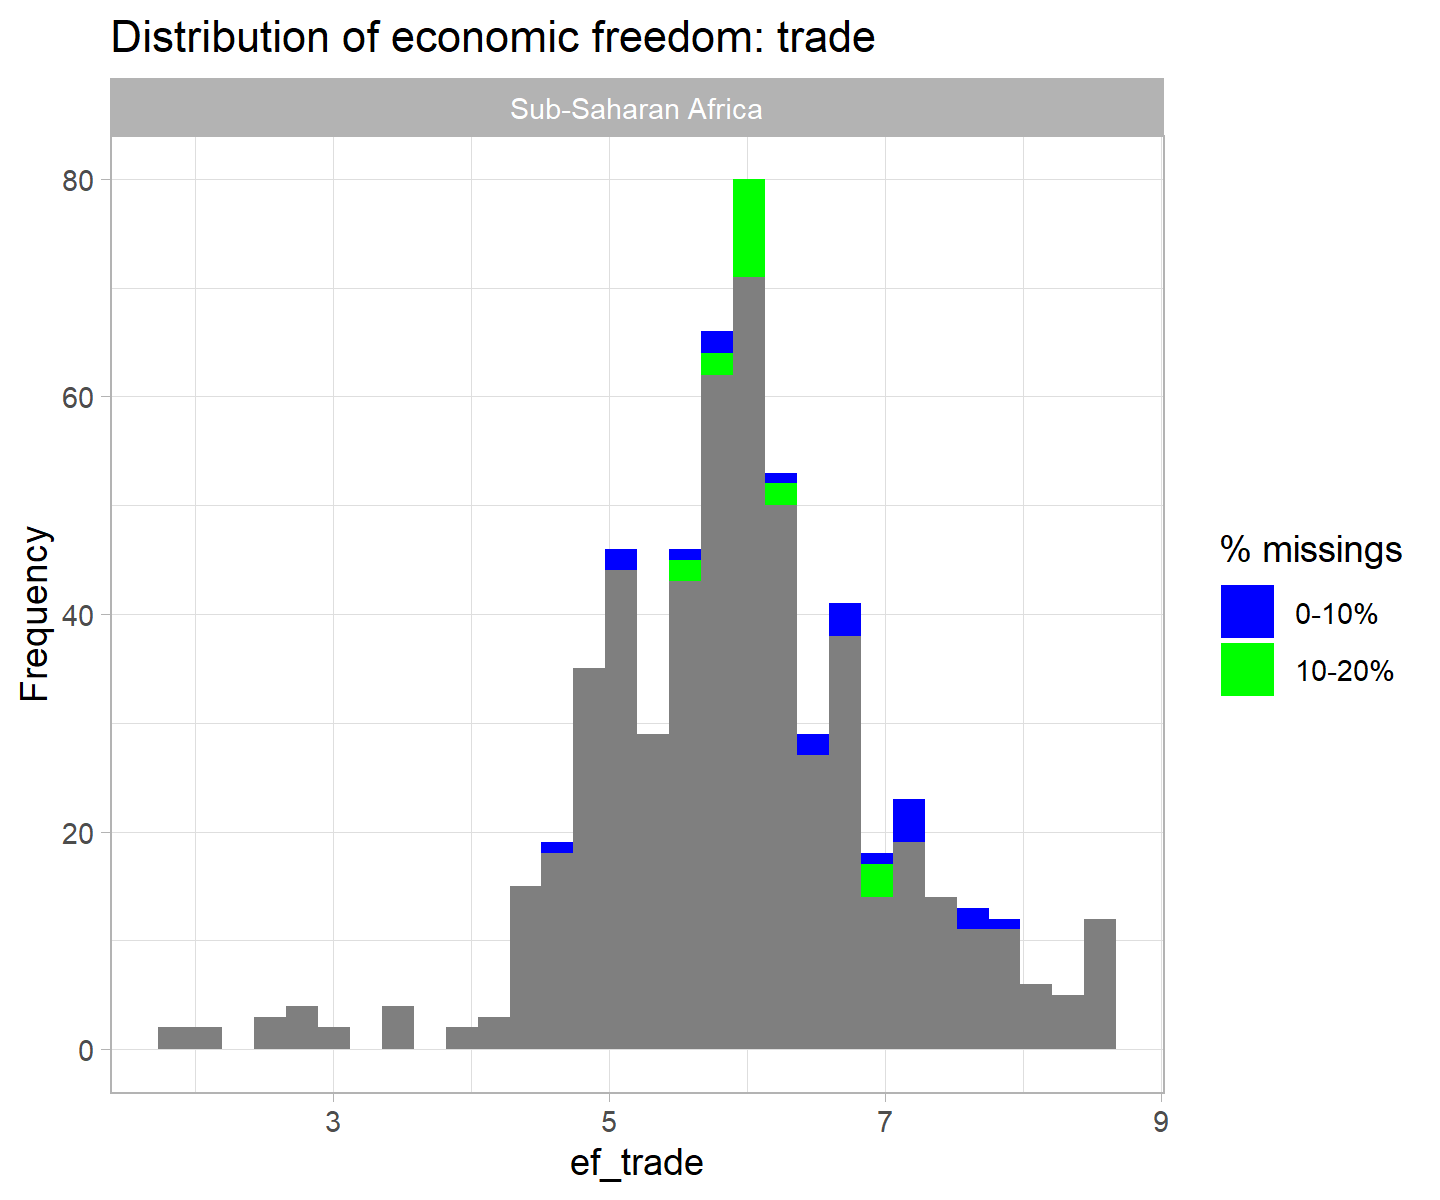 Distribution of economic freedom: trade
Sub-Saharan Africa
80
60
40
20
0
Frequency
3 5 7 9
ef_trade
% missings
0-10%
10-20%